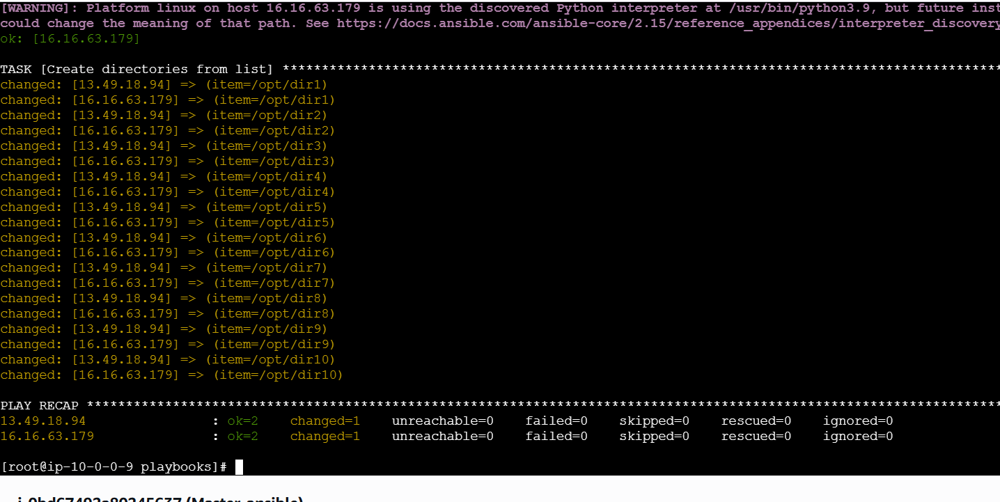 [WARNING]: Platform linux on host 16.16.63.179 is using the discovered Python interpreter at /usr/bin/python3.9, but future inst
could change the meaning of that path. See https://docs.ansible.com/ansible-core/2.15/reference_appendices/interpreter_discovery
ok: [16.16.63.179]
TASK [Create directories from list] ********************************************************************************************
changed: [13.49.18.94] => (item=/opt/dir1)
changed: [16.16.63.179] => (item=/opt/dir1)
changed: [13.49.18.94] => (item=/opt/dir2)
changed: [16.16.63.179] => (item=/opt/dir2)
changed: [13.49.18.94] => (item=/opt/dir3)
changed: [16.16.63.179] => (item=/opt/dir3)
changed: [13.49.18.94] => (item=/opt/dir4)
changed: [16.16.63.179] => (item=/opt/dir4)
changed: [13.49.18.94] => (item=/opt/dir5)
changed: [16.16.63.179] => (item=/opt/dir5)
changed: [13.49.18.94] => (item=/opt/dir6)
changed: [16.16.63.179] => (item=/opt/dir6)
changed: [13.49.18.94] => (item=/opt/dir7)
changed: [16.16.63.179] => (item=/opt/dir7)
changed: [13.49.18.94] => (item=/opt/dir8)
changed: [16.16.63.179] => (item=/opt/dir8)
changed: [13.49.18.94] => (item=/opt/dir9)
changed: [16.16.63.179] => (item=/opt/dir9)
changed: [13.49.18.94] => (item=/opt/dir10)
changed: [16.16.63.179] => (item=/opt/dir10)
PLAY RECAP *********************************************************************************************************************
13.49.18.94 : ok=2 changed=1 unreachable=0 failed=0 skipped=0 rescued=0 ignored=0
16.16.63.179 : ok=2 changed=1 unreachable=0 failed=0 skipped=0 rescued=0 ignored=0
[root@ip-10-0-0-9 playbooks]#
(Master-ansible)